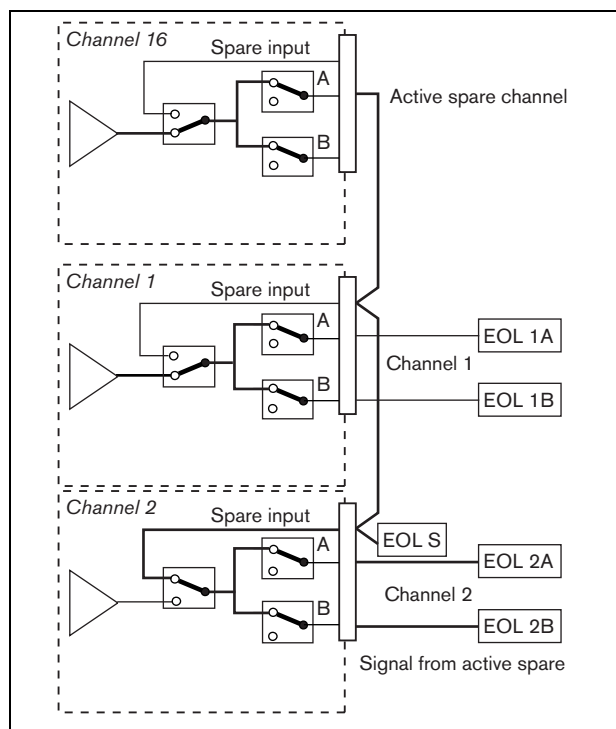 Channel 16
Spare input
A
B
Active spare channel
Channel 1
Spare input
A
B
EOL 1A
Channel 1
EOL 1B
Channel 2
Spare input
A
B
EOL S
EOL 2A
Channel 2
EOL 2B
Signal from active spare